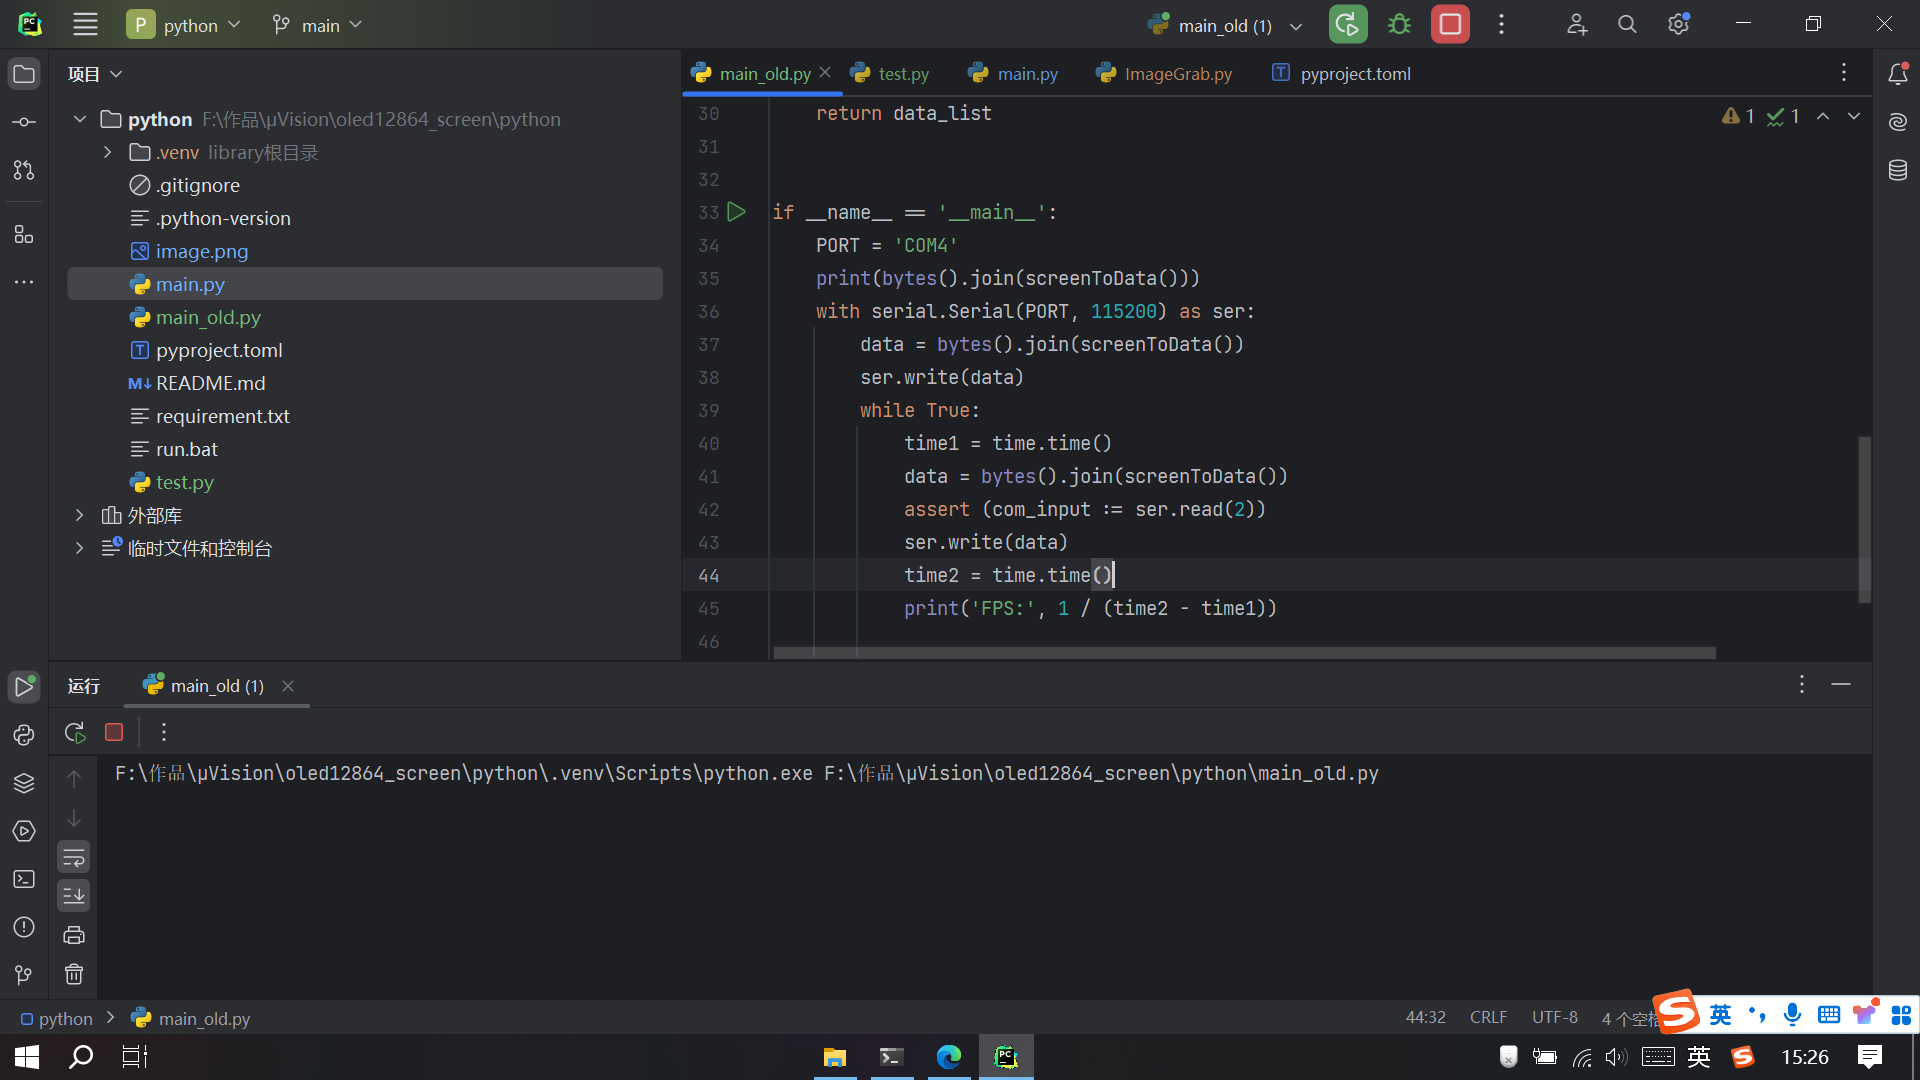 P python main main_old (1)
项目
python F:\作品\µVision\oled12864_screen\python
.venv library根目录
.gitignore
.python-version
image.png
main.py
main_old.py
pyproject.toml
README.md
requirement.txt
run.bat
test.py
外部库
临时文件和控制台
main_old.py test.py main.py ImageGrab.py pyproject.toml
1 1
30 return data_list
31
32
33 if __name__ == '__main__':
34 PORT = 'COM4'
35 print(bytes().join(screenToData()))
36 with serial.Serial(PORT, 115200) as ser:
37 data = bytes().join(screenToData())
38 ser.write(data)
39 while True:
40 time1 = time.time()
41 data = bytes().join(screenToData())
42 assert (com_input := ser.read(2))
43 ser.write(data)
44 time2 = time.time()
45 print('FPS:', 1 / (time2 - time1))
46
运行 main_old (1)
F:\作品\µVision\oled12864_screen\python\.venv\Scripts\python.exe F:\作品\µVision\oled12864_screen\python\main_old.py
python main_old.py
44:32 CRLF UTF-8 4 个空格
英
英 15:26